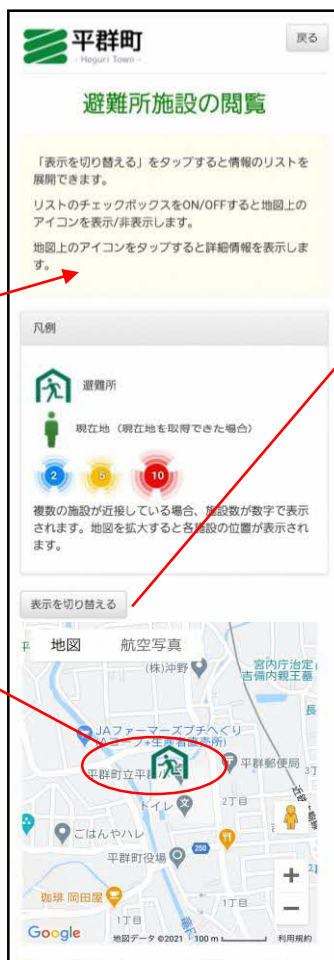 平群町
- Heguri Town -
戻る
避難所施設の閲覧
「表示を切り替える」をタップすると情報のリストを
展開できます。
リストのチェックボックスをON/OFFすると地図上の
アイコンを表示/非表示します。
地図上のアイコンをタップすると詳細情報を表示しま
す。
凡例
避難所
現在地（現在地を取得できた場合）
2
5
10
複数の施設が近接している場合、施設数が数字で表示
されます。地図を拡大すると各施設の位置が表示され
ます。
表示を切り替える
地図
航空写真
(株)沖野
宮内庁治定
吉備内親王墓
長
JAファーマーズプチへぐり
平群町立平群
平群郵便局
3丁
トイレ
2丁目
ごはんやハレ
250
平群町役場
+
珈琲 岡田屋
−
1丁目
1丁目
Google
地図データ ©2021
100 m
利用規約